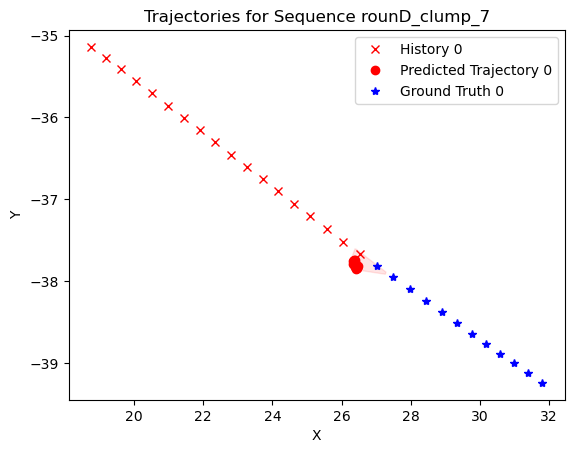 Trajectories for Sequence rounD_clump_7
History 0
Predicted Trajectory 0
Ground Truth 0
−35
−36
−37
−38
−39
Y
20
22
24
26
28
30
32
X